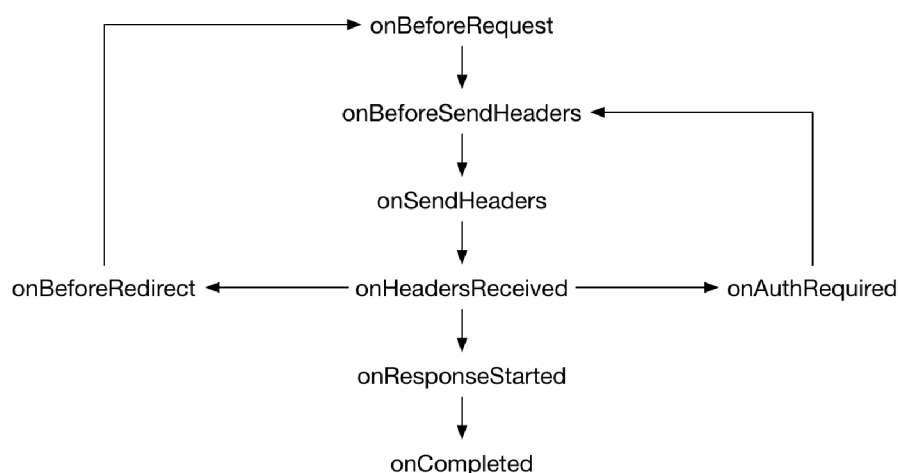 onBeforeRequest
onBeforeSendHeaders
onSendHeaders
onBeforeRedirect onHeadersReceived onAuthRequired
onResponseStarted
onCompleted